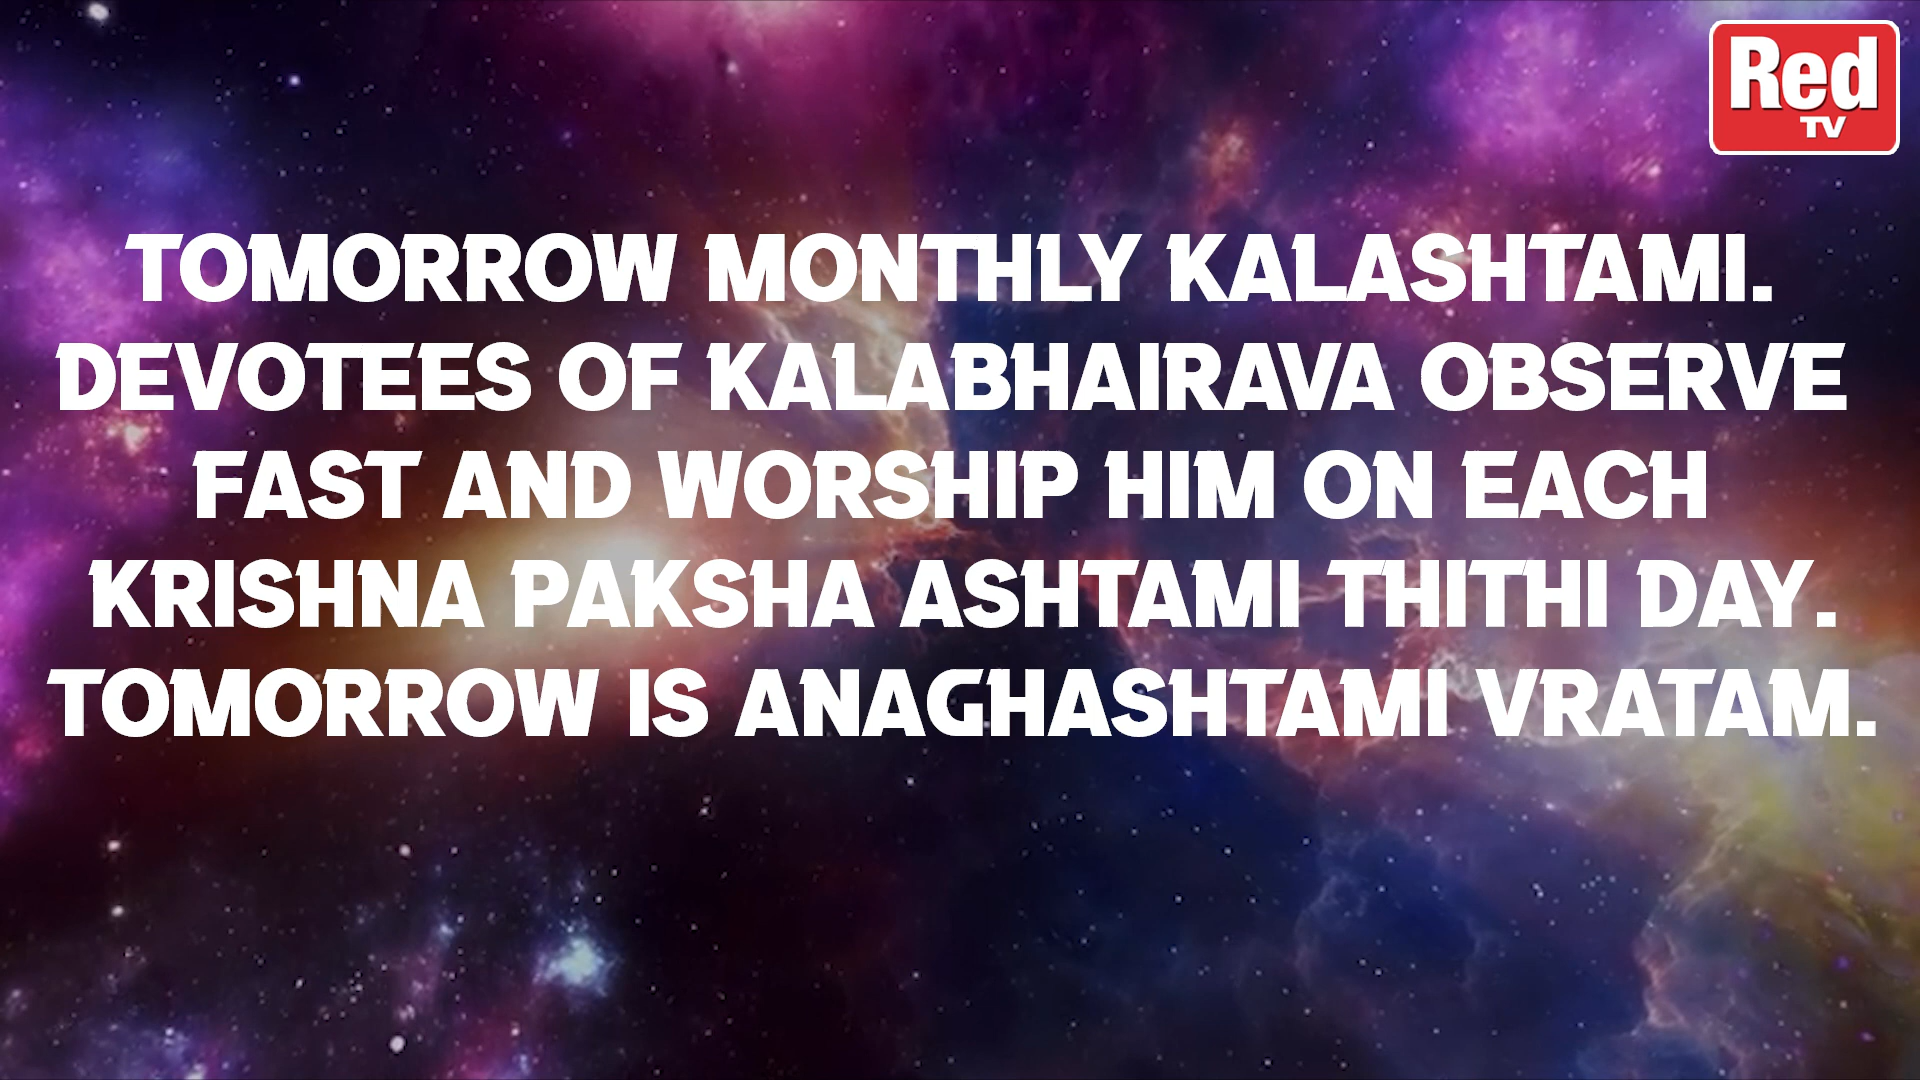 Red
TV
TOMORROW MONTHLY KALASHTAMI.
DEVOTEES OF KALABHAIRAVA OBSERVE
FAST AND WORSHIP HIM ON EACH
KRISHNA PAKSHA ASHTAMI THITHI DAY.
TOMORROW IS ANAGHASHTAMI VRATAM.